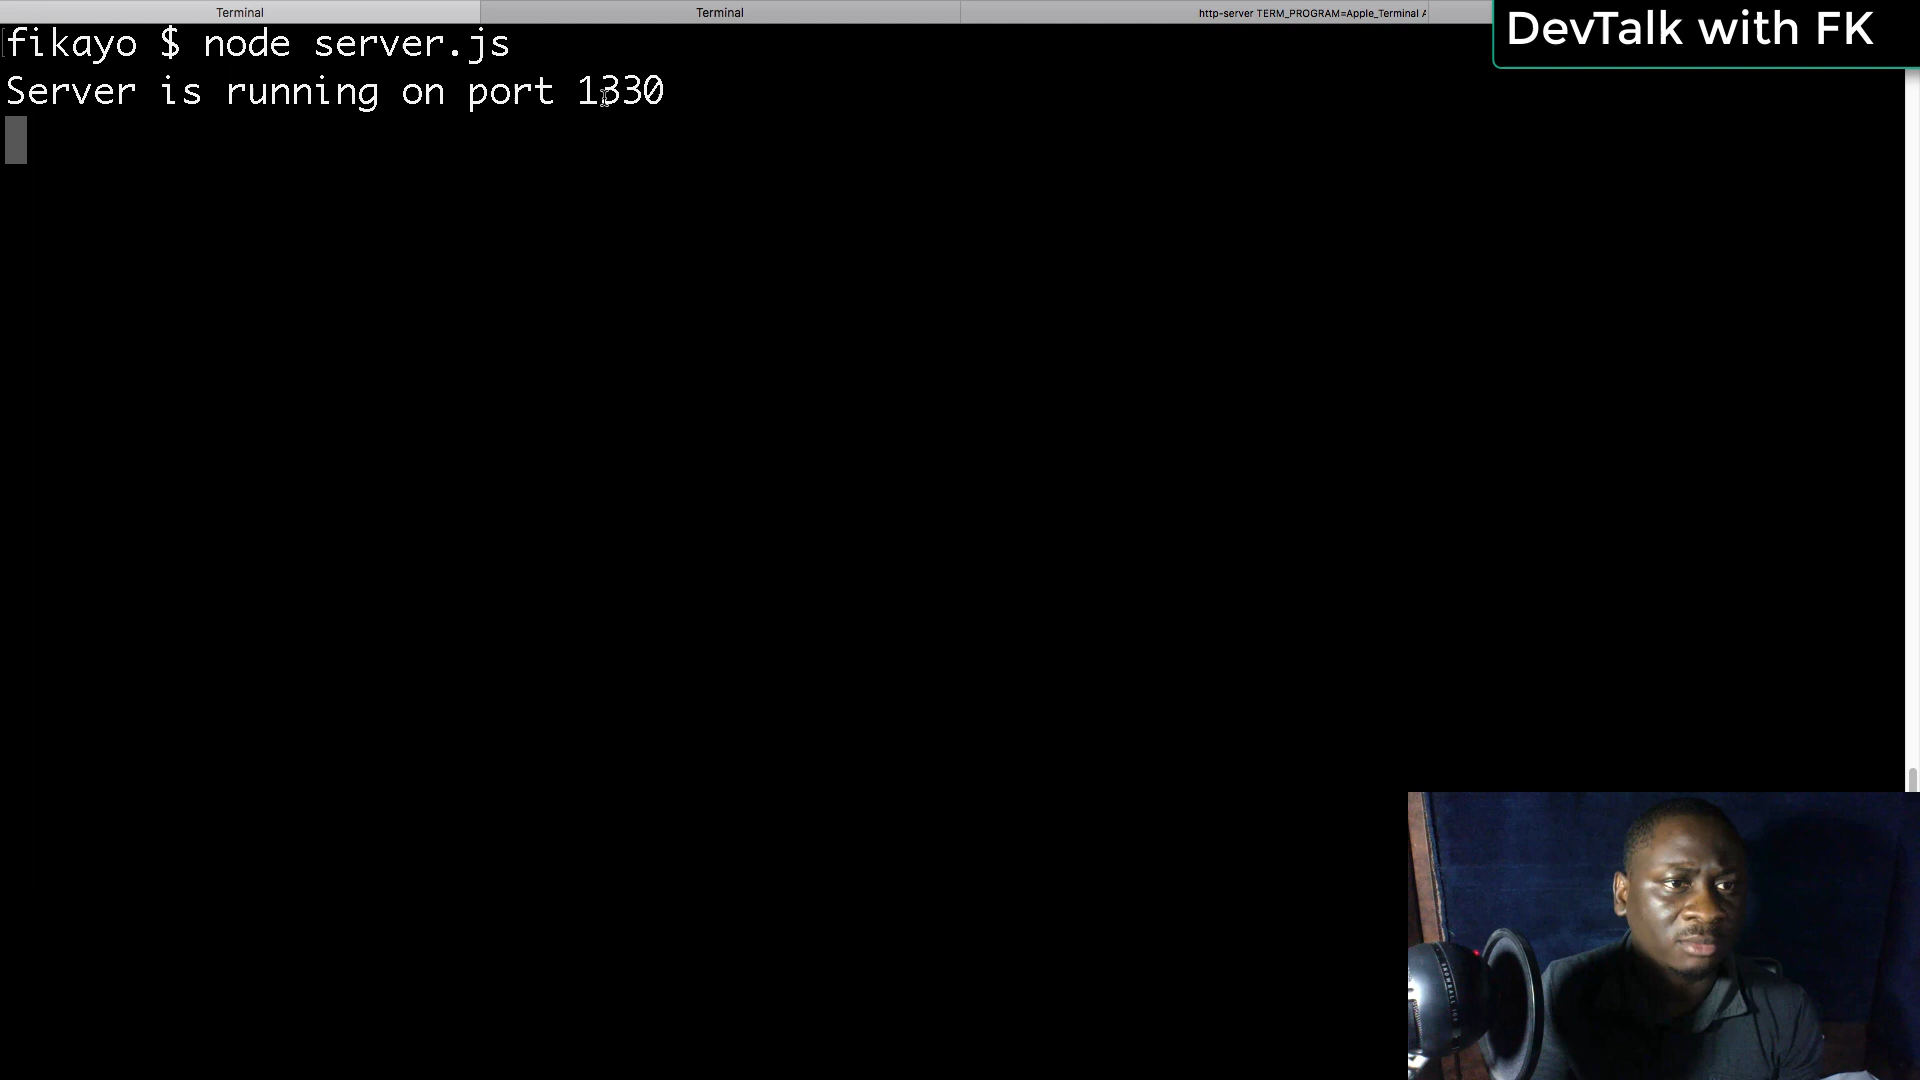 Terminal
Terminal
http-server TERM_PROGRAM=Apple_Terminal
DevTalk with FK
fikayo $ node server.js
Server is running on port 1330